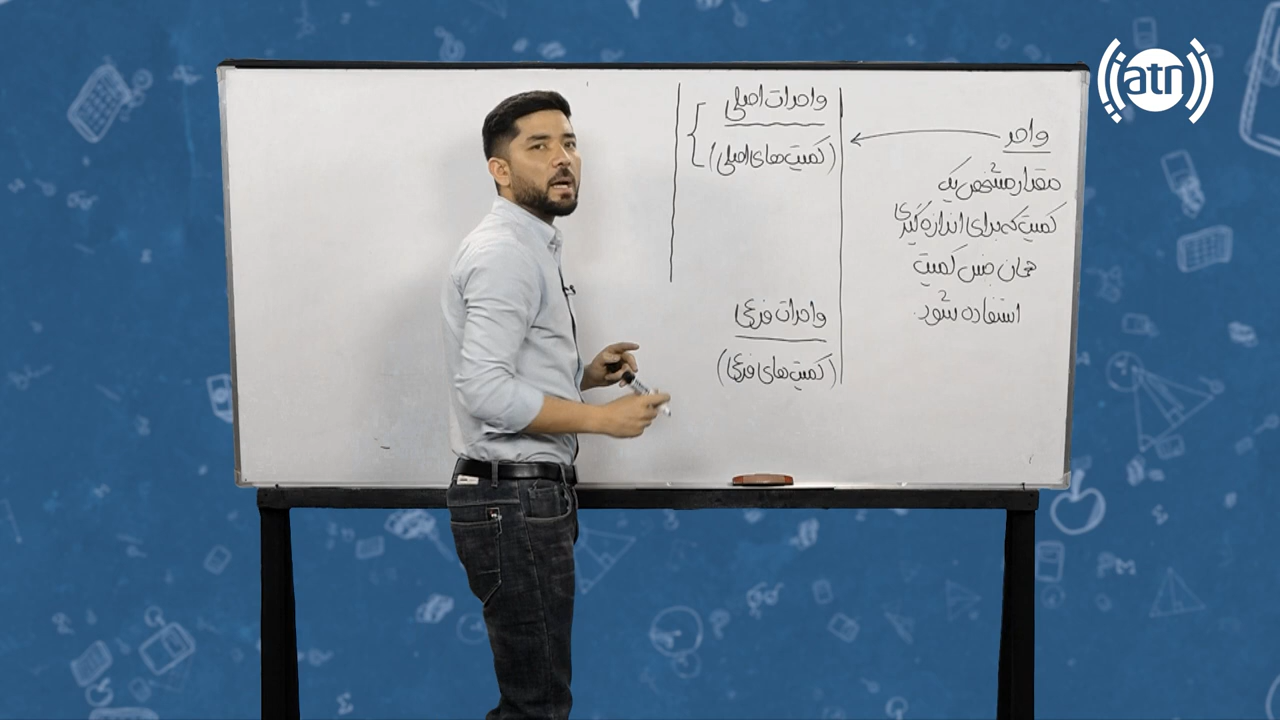 واحد
مقدار مشخص یک
کمیت که برای اندازه گیری
همان جنس کمیت
استفاده شود.
واحدات اصلی
(کمیت های اصلی)
واحدات فرعی
(کمیت های فرعی)
atn